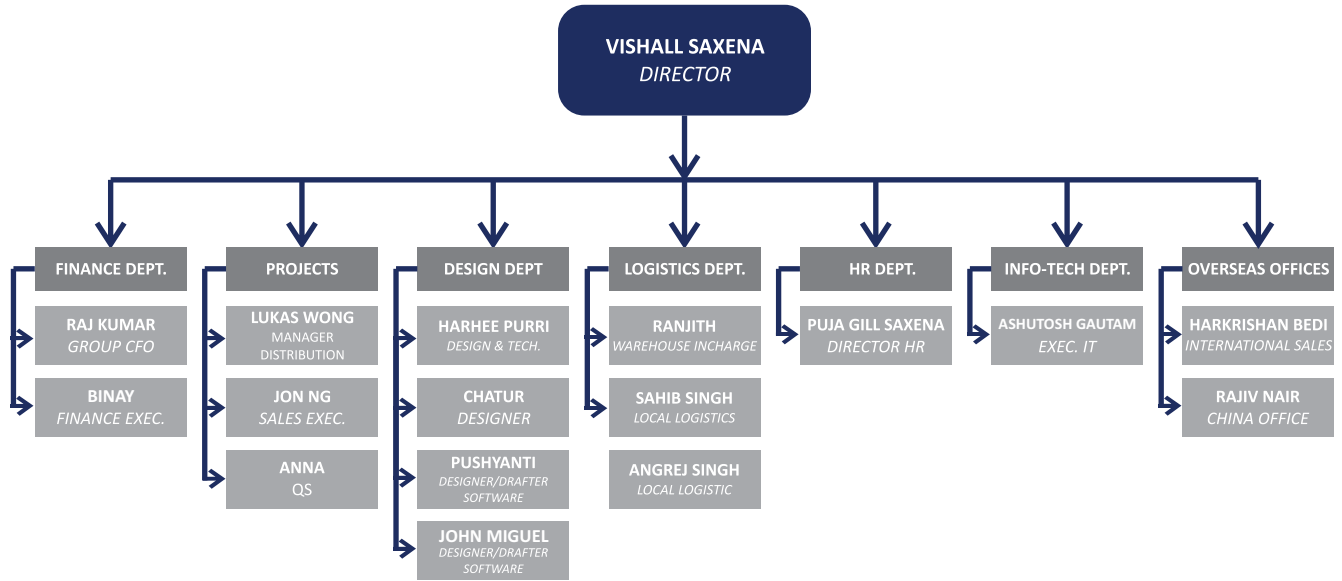 VISHALL SAXENA
DIRECTOR
FINANCE DEPT.
RAJ KUMAR
GROUP CFO
BINAY
FINANCE EXEC.
PROJECTS
LUKAS WONG
MANAGER
DISTRIBUTION
JON NG
SALES EXEC.
ANNA
QS
DESIGN DEPT
HARHEE PURRI
DESIGN & TECH.
CHATUR
DESIGNER
PUSHYANTI
DESIGNER/DRAFTER
SOFTWARE
JOHN MIGUEL
DESIGNER/DRAFTER
SOFTWARE
LOGISTICS DEPT.
RANJITH
WAREHOUSE INCHARGE
SAHIB SINGH
LOCAL LOGISTICS
ANGREJ SINGH
LOCAL LOGISTIC
HR DEPT.
PUJA GILL SAXENA
DIRECTOR HR
INFO-TECH DEPT.
ASHUTOSH GAUTAM
EXEC. IT
OVERSEAS OFFICES
HARKRISHAN BEDI
INTERNATIONAL SALES
RAJIV NAIR
CHINA OFFICE